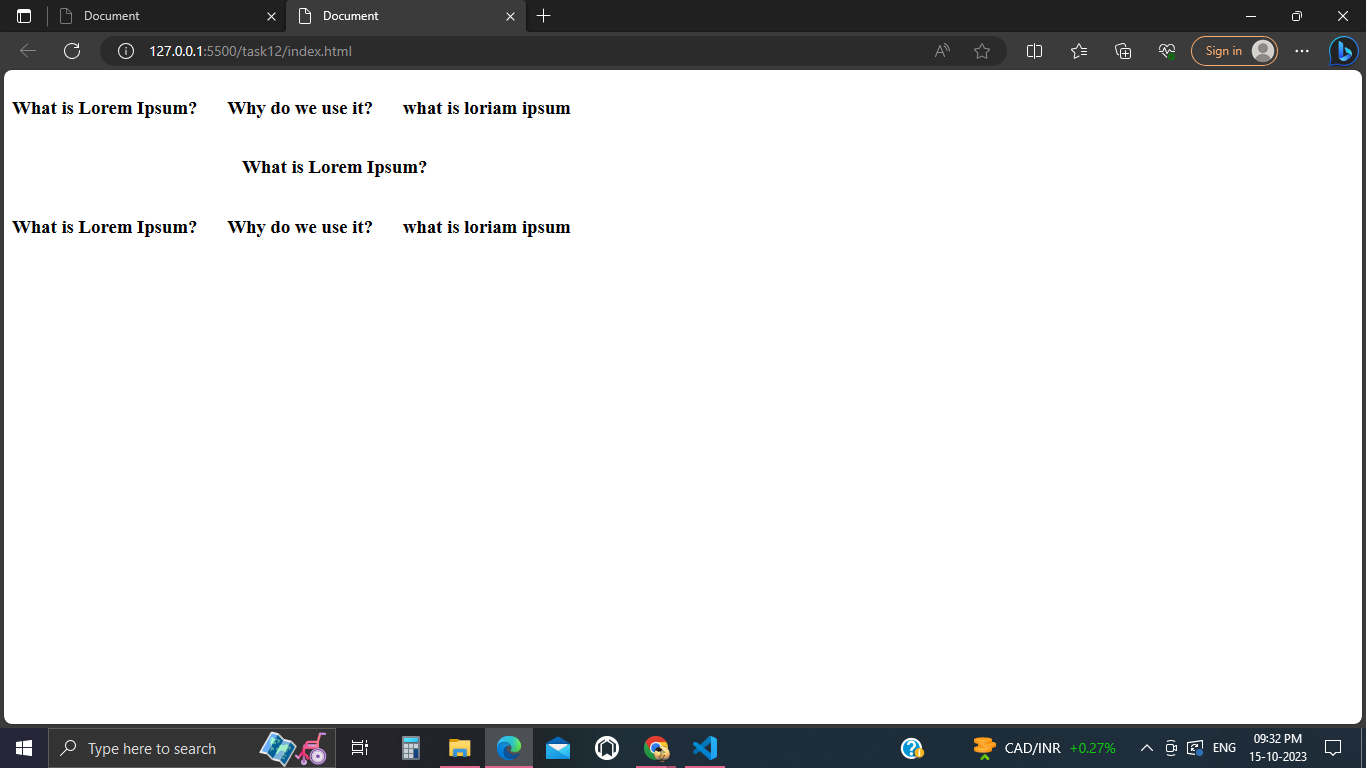 Document Document
127.0.0.1:5500/task12/index.html Sign in
What is Lorem Ipsum? Why do we use it? what is loriam ipsum
What is Lorem Ipsum?
What is Lorem Ipsum? Why do we use it? what is loriam ipsum
Type here to search CAD/INR +0.27% ENG 09:32 PM
15-10-2023